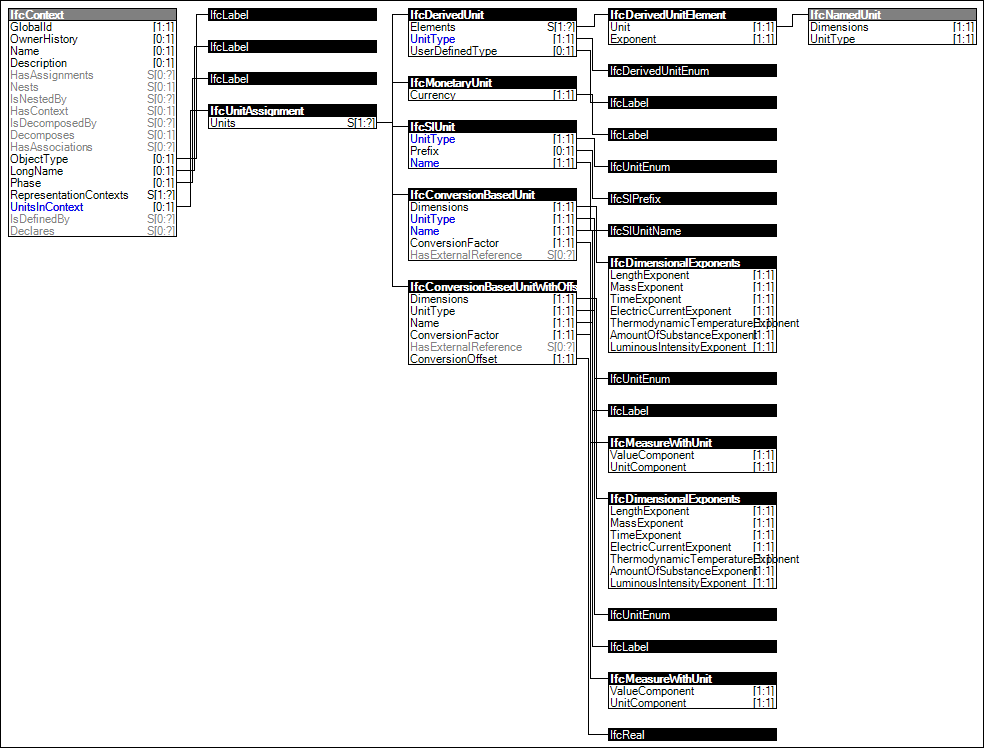 IfcContext
GlobalId [1:1]
OwnerHistory [0:1]
Name [0:1]
Description [0:1]
HasAssignments S[0:?]
Nests S[0:1]
IsNestedBy S[0:?]
HasContext S[0:1]
IsDecomposedBy S[0:?]
Decomposes S[0:1]
HasAssociations S[0:?]
ObjectType [0:1]
LongName [0:1]
Phase [0:1]
RepresentationContexts S[1:?]
UnitsInContext [0:1]
IsDefinedBy S[0:?]
Declares S[0:?]
IfcLabel
IfcLabel
IfcLabel
IfcUnitAssignment
Units S[1:?]
IfcDerivedUnit
Elements S[1:?]
UnitType [1:1]
UserDefinedType [0:1]
IfcMonetaryUnit
Currency [1:1]
IfcSIUnit
UnitType [1:1]
Prefix [0:1]
Name [1:1]
IfcConversionBasedUnit
Dimensions [1:1]
UnitType [1:1]
Name [1:1]
ConversionFactor [1:1]
HasExternalReference S[0:?]
IfcConversionBasedUnitWithOffs
Dimensions [1:1]
UnitType [1:1]
Name [1:1]
ConversionFactor [1:1]
HasExternalReference S[0:?]
ConversionOffset [1:1]
IfcDerivedUnitElement
Unit [1:1]
Exponent [1:1]
IfcDerivedUnitEnum
IfcLabel
IfcLabel
IfcUnitEnum
IfcSIPrefix
IfcSIUnitName
IfcDimensionalExponents
LengthExponent [1:1]
MassExponent [1:1]
TimeExponent [1:1]
ElectricCurrentExponent [1:1]
ThermodynamicTemperatureExponent [1:1]
AmountOfSubstanceExponent [1:1]
LuminousIntensityExponent [1:1]
IfcUnitEnum
IfcLabel
IfcMeasureWithUnit
ValueComponent [1:1]
UnitComponent [1:1]
IfcDimensionalExponents
LengthExponent [1:1]
MassExponent [1:1]
TimeExponent [1:1]
ElectricCurrentExponent [1:1]
ThermodynamicTemperatureExponent [1:1]
AmountOfSubstanceExponent [1:1]
LuminousIntensityExponent [1:1]
IfcUnitEnum
IfcLabel
IfcMeasureWithUnit
ValueComponent [1:1]
UnitComponent [1:1]
IfcReal
IfcNamedUnit
Dimensions [1:1]
UnitType [1:1]